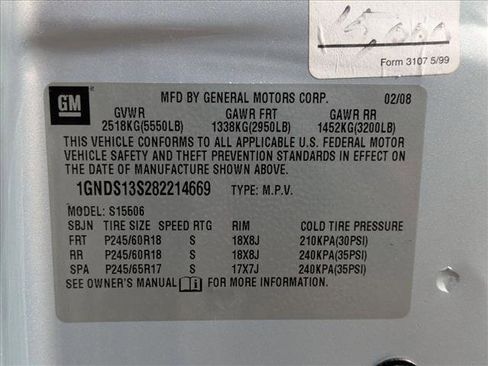 15,000
Form 3107 5/99
GM
MFD BY GENERAL MOTORS CORP. 02/08
GVWR GAWR FRT GAWR RR
2518KG(5550LB) 1338KG(2950LB) 1452KG(3200LB)
THIS VEHICLE CONFORMS TO ALL APPLICABLE U.S. FEDERAL MOTOR
VEHICLE SAFETY AND THEFT PREVENTION STANDARDS IN EFFECT ON
THE DATE OF MANUFACTURE SHOWN ABOVE.
1GNDS13S282214669 TYPE: M.P.V.
MODEL: S15506
SBJN TIRE SIZE SPEED RTG RIM COLD TIRE PRESSURE
FRT P245/60R18 S 18X8J 210KPA(30PSI)
RR P245/60R18 S 18X8J 240KPA(35PSI)
SPA P245/65R17 S 17X7J 240KPA(35PSI)
SEE OWNER'S MANUAL FOR MORE INFORMATION.